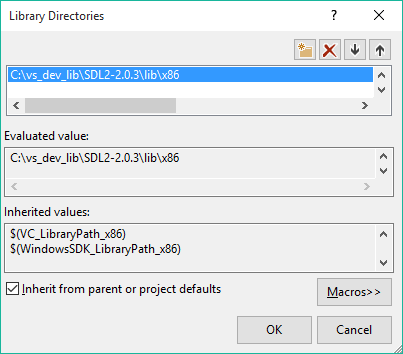 Library Directories
C:\vs_dev_lib\SDL2-2.0.3\lib\x86
Evaluated value:
C:\vs_dev_lib\SDL2-2.0.3\lib\x86
Inherited values:
$(VC_LibraryPath_x86)
$(WindowsSDK_LibraryPath_x86)
Inherit from parent or project defaults
Macros>>
OK
Cancel